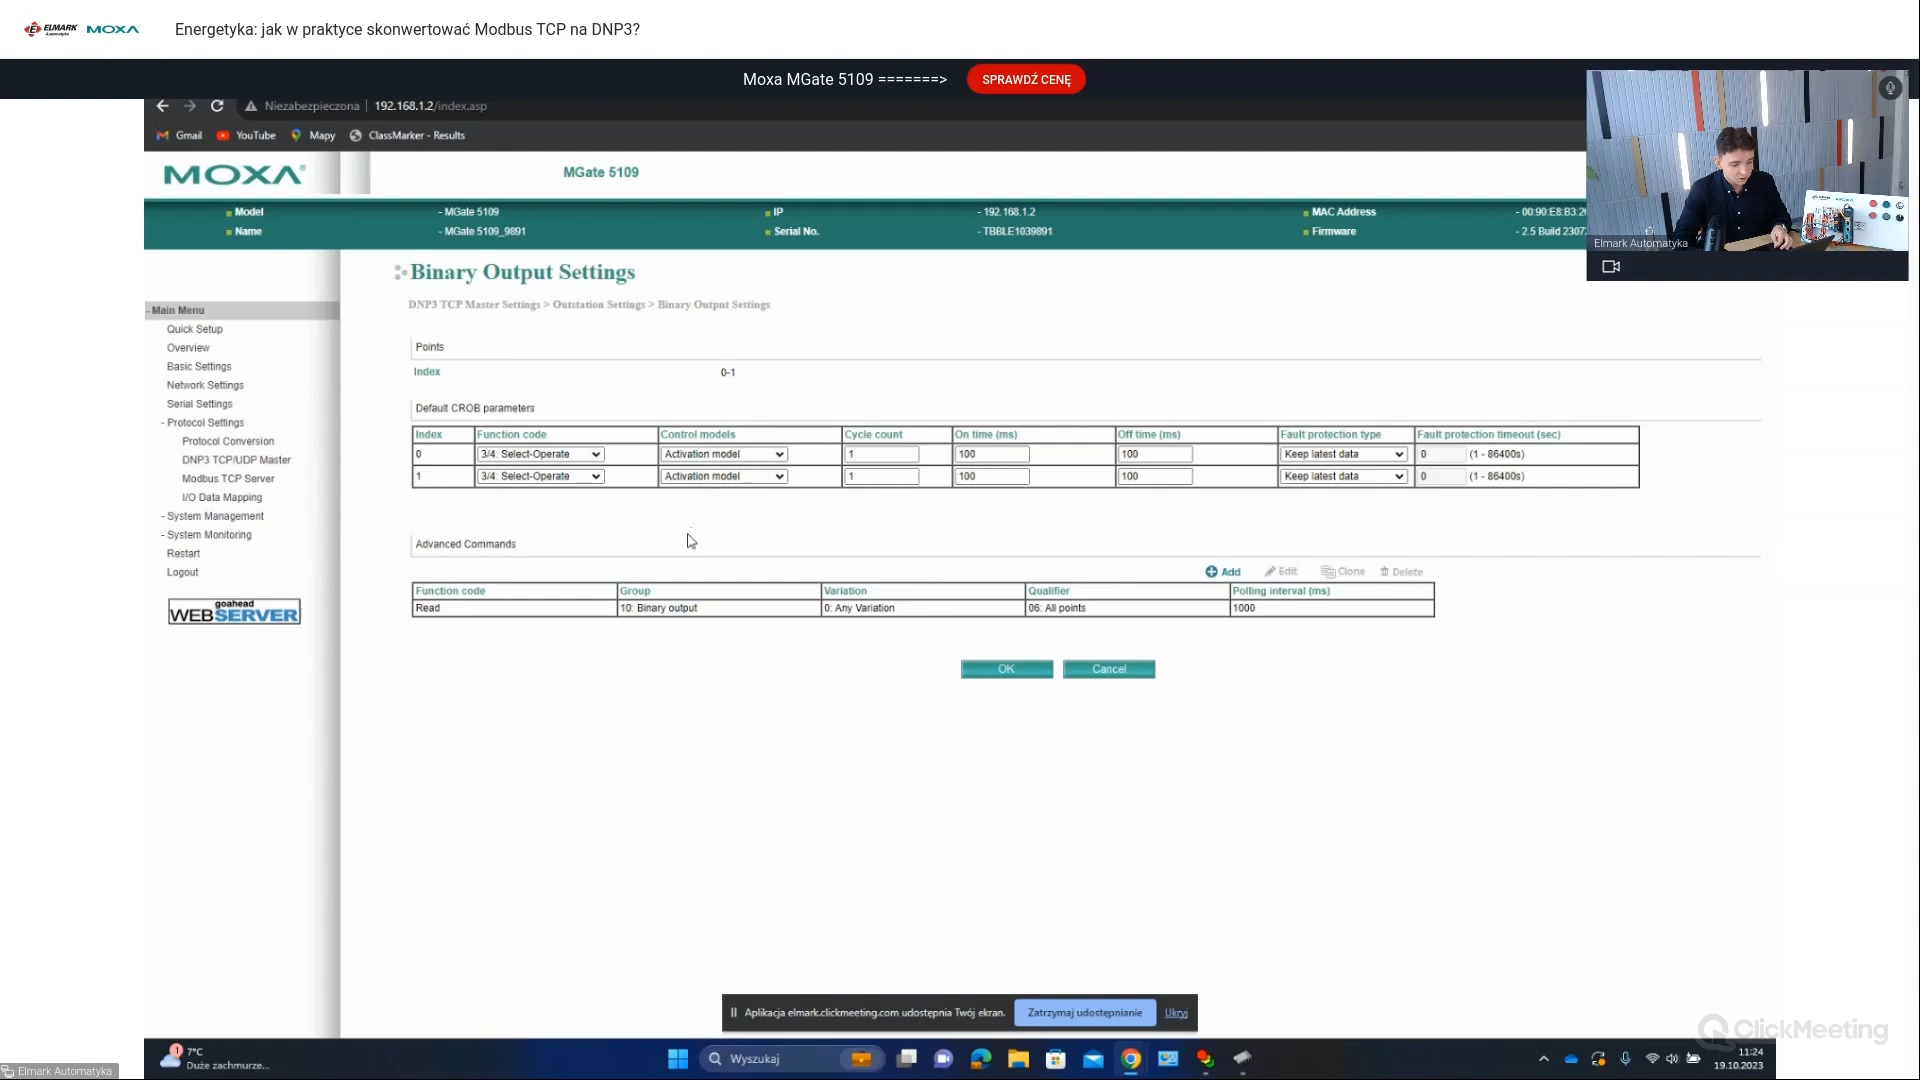 ELMARK Automatyka MOXA Energetyka: jak w praktyce skonwertować Modbus TCP na DNP3?
Moxa MGate 5109 =======> SPRAWDŹ CENĘ
Niezabezpieczona | 192.168.1.2/index.asp
Gmail YouTube Mapy ClassMarker - Results
MOXA® MGate 5109
Model - MGate 5109 IP - 192.168.1.2 MAC Address
Name - MGate 5109_9891 Serial No. - TBBLE1039891 Firmware
Elmark Automatyka
Binary Output Settings
DNP3 TCP Master Settings > Outstation Settings > Binary Output Settings
- Main Menu
Quick Setup
Overview
Basic Settings
Network Settings
Serial Settings
- Protocol Settings
Protocol Conversion
DNP3 TCP/UDP Master
Modbus TCP Server
I/O Data Mapping
- System Management
- System Monitoring
Restart
Logout
goahead
WEBSERVER
Points
Index 0-1
Default CROB parameters
Index Function code Control models Cycle count On time (ms) Off time (ms) Fault protection type Fault protection timeout (sec)
0 3/4: Select-Operate Activation model 1 100 100 Keep latest data 0 (1 - 86400s)
1 3/4: Select-Operate Activation model 1 100 100 Keep latest data 0 (1 - 86400s)
Advanced Commands
Add Edit Clone Delete
Function code Group Variation Qualifier Polling interval (ms)
Read 10: Binary output 0: Any Variation 06: All points 1000
OK Cancel
Aplikacja elmark.clickmeeting.com udostępnia Twój ekran. Zatrzymaj udostępnianie Ukryj
ClickMeeting
1 7°C
Duże zachmurze...
Wyszukaj
11:24
19.10.2023
Elmark Automatyka